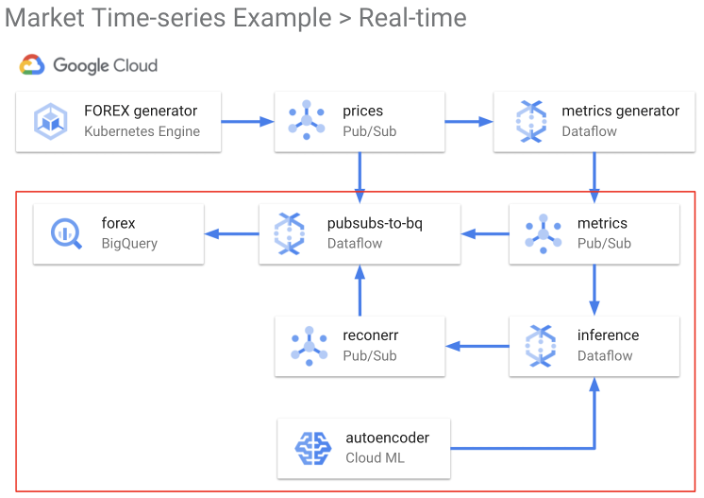 Market Time-series Example > Real-time
Google Cloud
FOREX generator
Kubernetes Engine
prices
Pub/Sub
metrics generator
Dataflow
forex
BigQuery
pubsubs-to-bq
Dataflow
metrics
Pub/Sub
reconerr
Pub/Sub
inference
Dataflow
autoencoder
Cloud ML